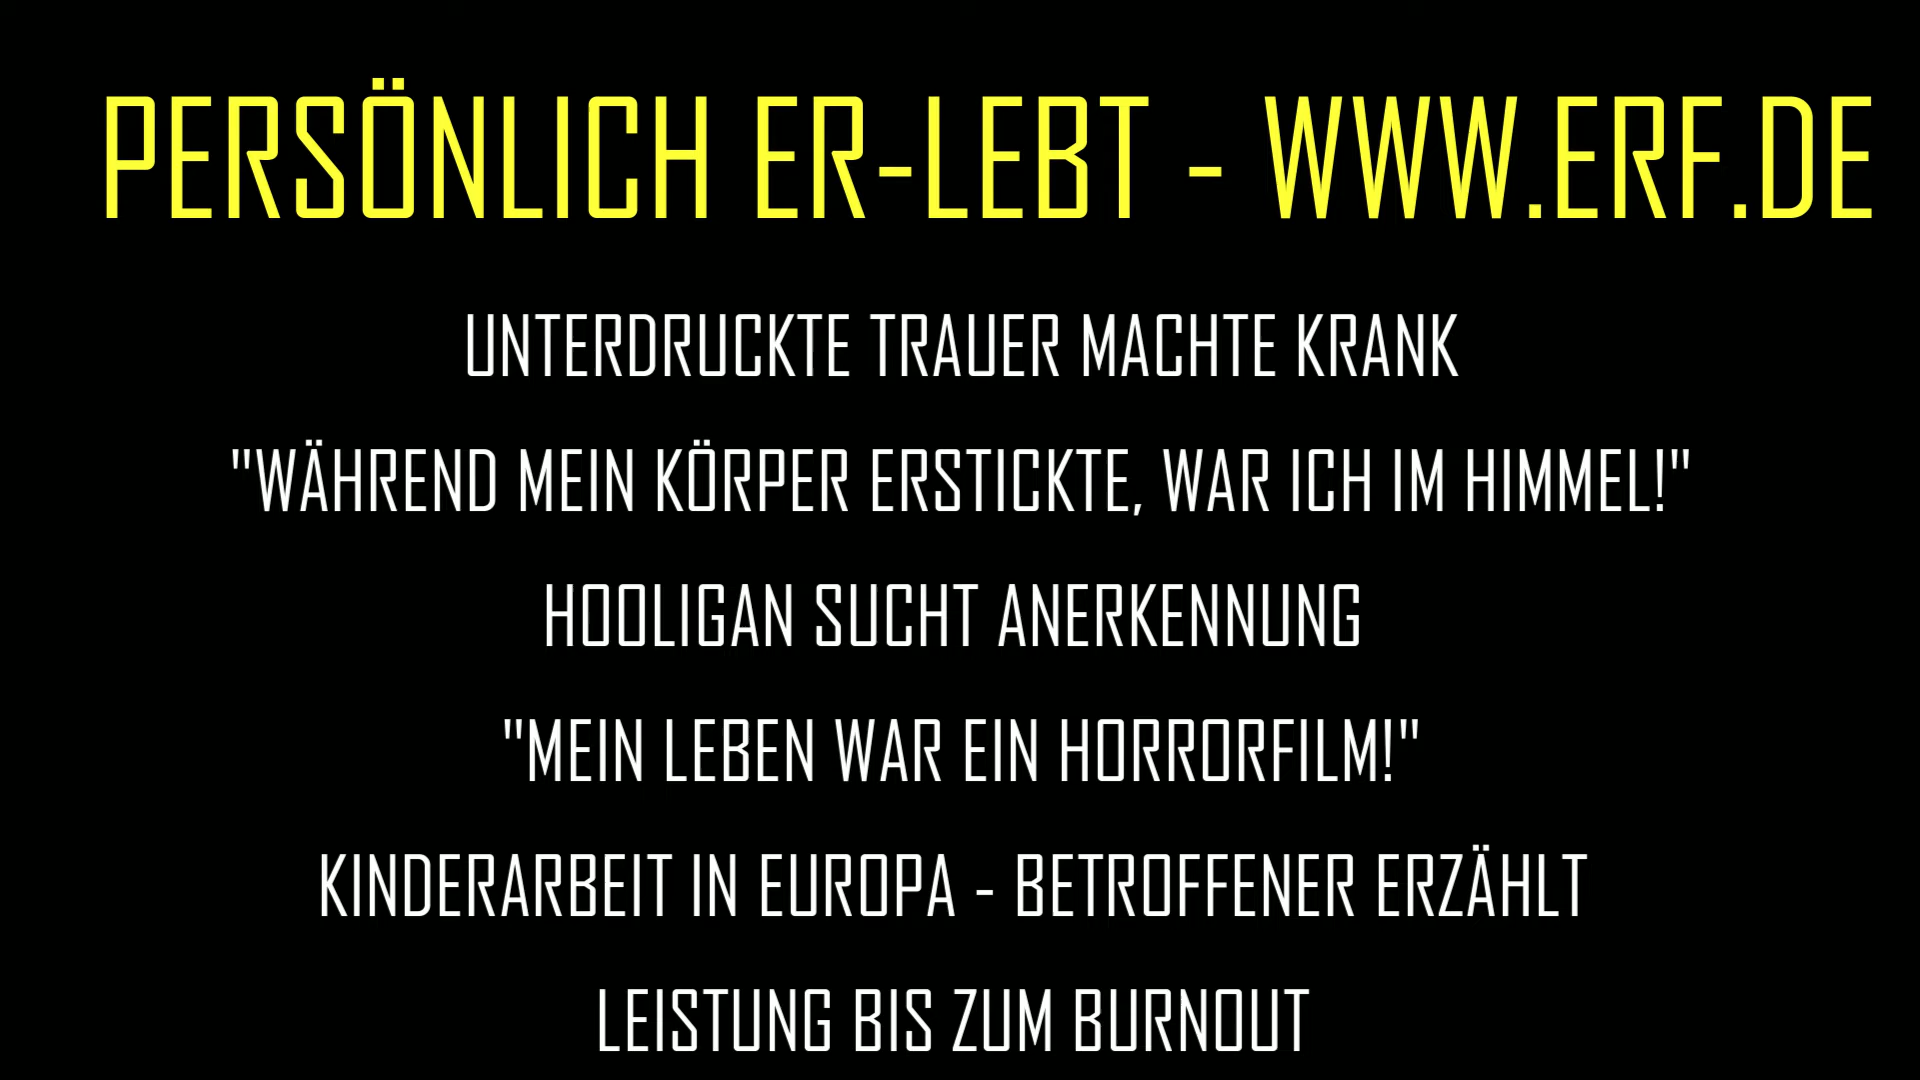 PERSÖNLICH ER-LEBT - WWW.ERF.DE
UNTERDRUCKTE TRAUER MACHTE KRANK
"WÄHREND MEIN KÖRPER ERSTICKTE, WAR ICH IM HIMMEL!"
HOOLIGAN SUCHT ANERKENNUNG
"MEIN LEBEN WAR EIN HORRORFILM!"
KINDERARBEIT IN EUROPA - BETROFFENER ERZÄHLT
LEISTUNG BIS ZUM BURNOUT